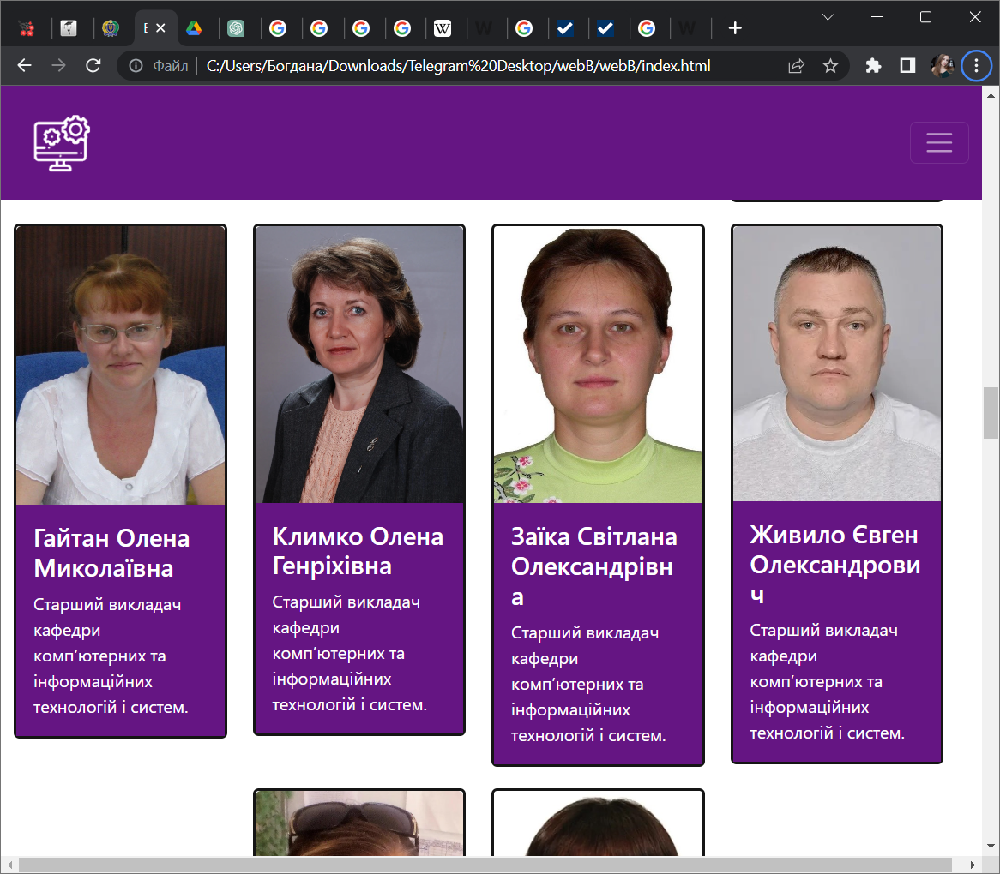 Е
W
W
W
Файл
C:/Users/Богдана/Downloads/Telegram%20Desktop/webB/webB/index.html
Гайтан Олена
Миколаївна
Старший викладач
кафедри
комп’ютерних та
інформаційних
технологій і систем.
Климко Олена
Генріхівна
Старший викладач
кафедри
комп’ютерних та
інформаційних
технологій і систем.
Заїка Світлана
Олександрівн
а
Старший викладач
кафедри
комп’ютерних та
інформаційних
технологій і систем.
Живило Євген
Олександрови
ч
Старший викладач
кафедри
комп’ютерних та
інформаційних
технологій і систем.